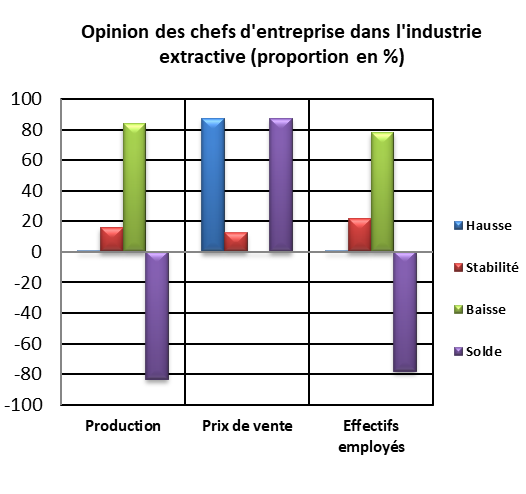 Opinion des chefs d'entreprise dans l'industrie
extractive (proportion en %)
100
80
60
40
20
0
-20
-40
-60
-80
-100
Hausse
Stabilité
Baisse
Solde
Production
Prix de vente
Effectifs
employés